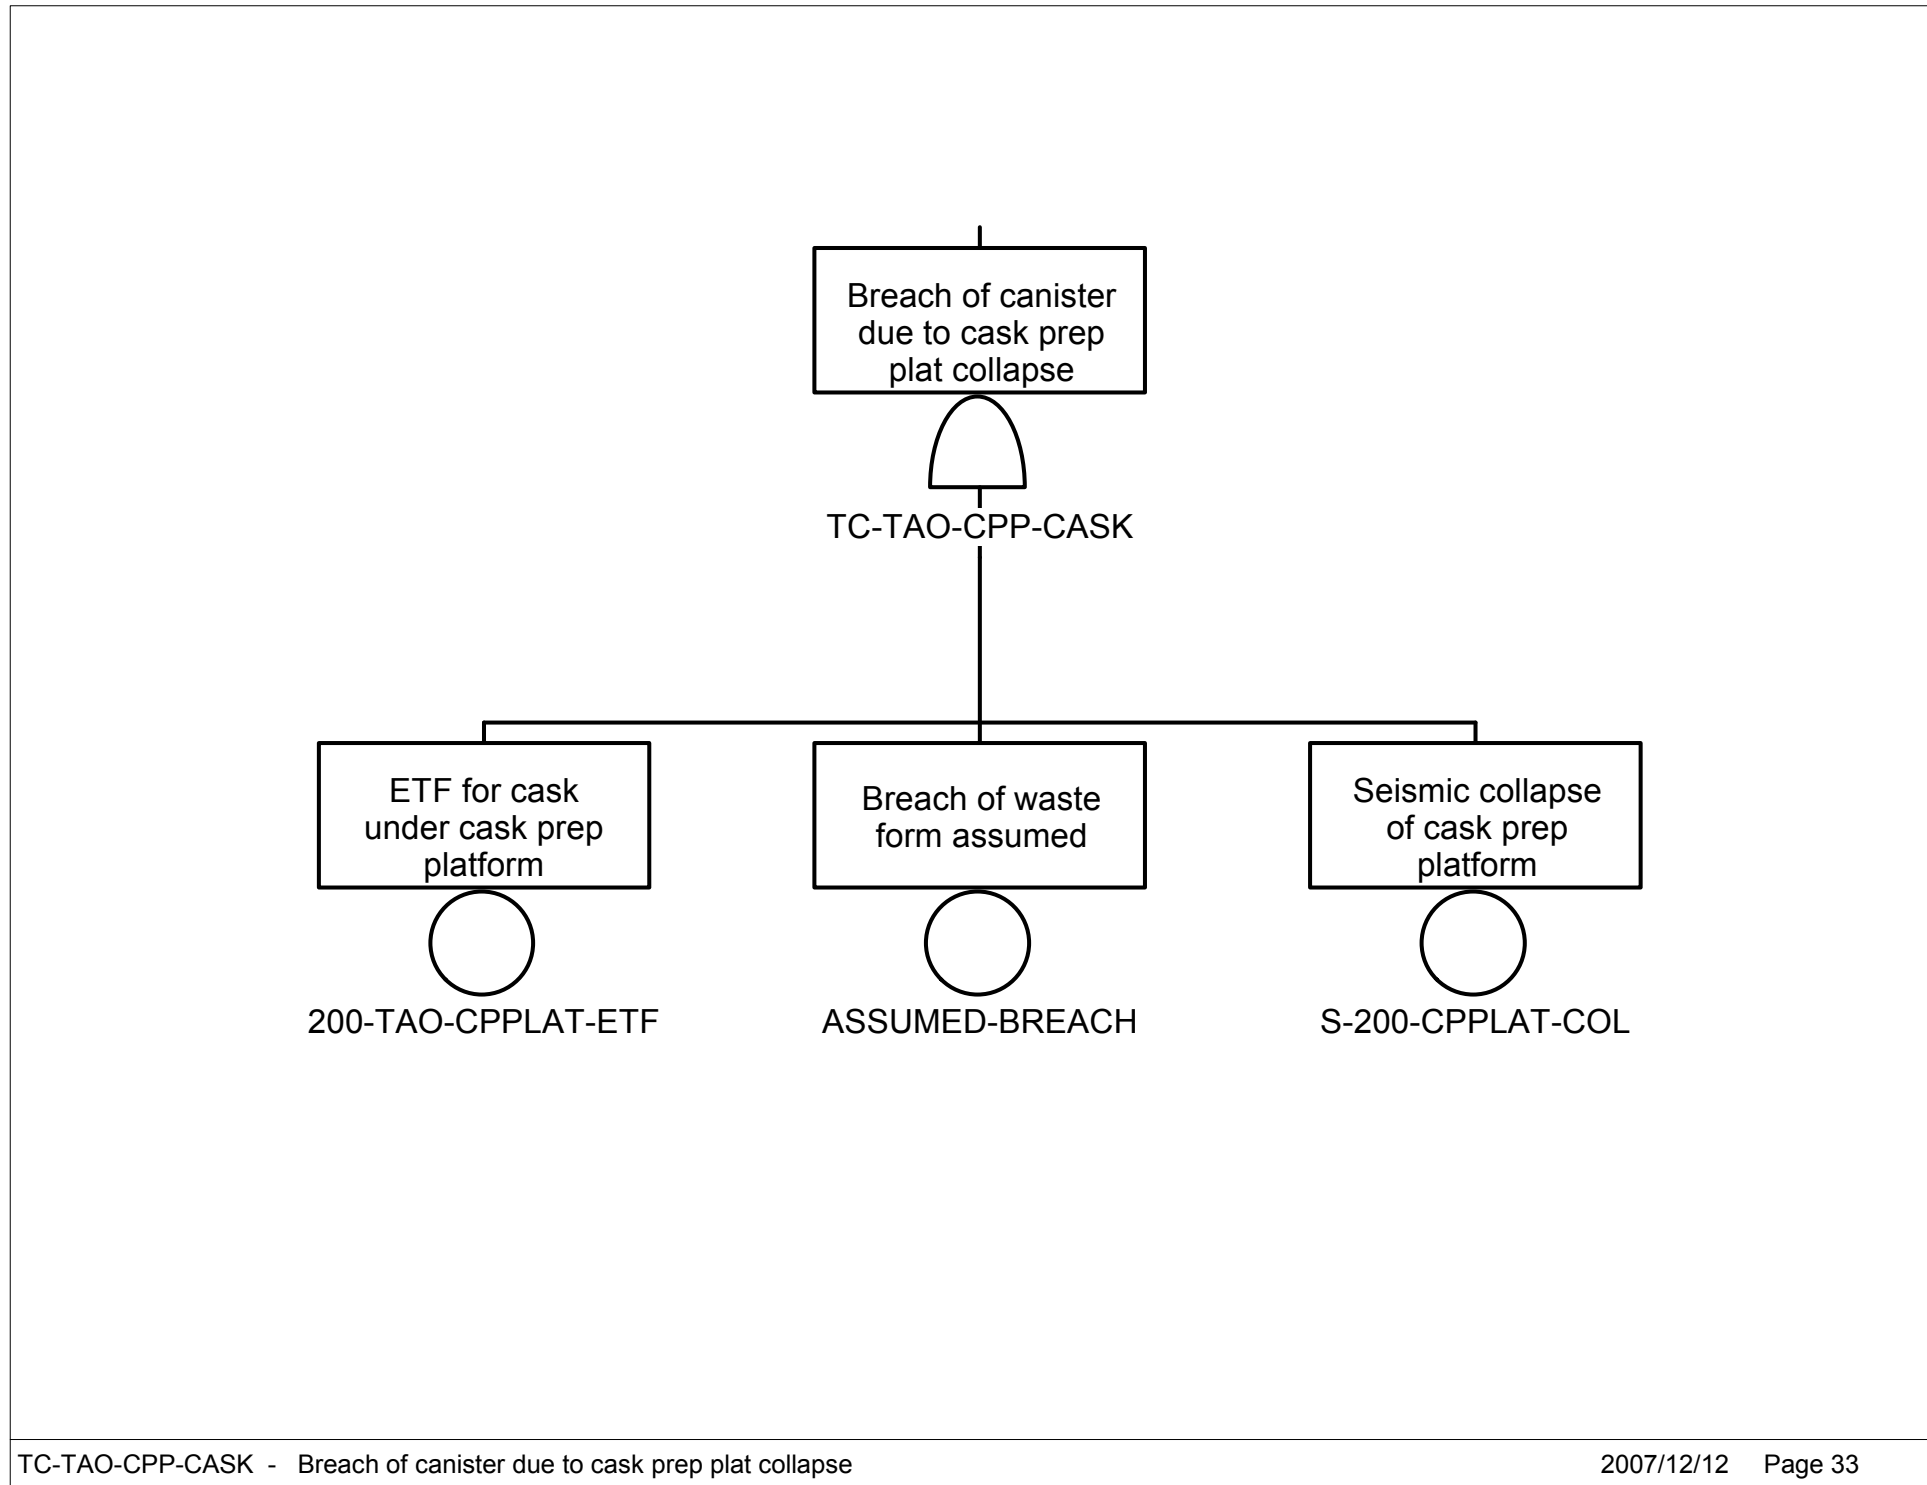 Breach of canister
due to cask prep
plat collapse
TC-TAO-CPP-CASK
ETF for cask
under cask prep
platform
200-TAO-CPPLAT-ETF
Breach of waste
form assumed
ASSUMED-BREACH
Seismic collapse
of cask prep
platform
S-200-CPPLAT-COL
TC-TAO-CPP-CASK - Breach of canister due to cask prep plat collapse
2007/12/12 Page 33